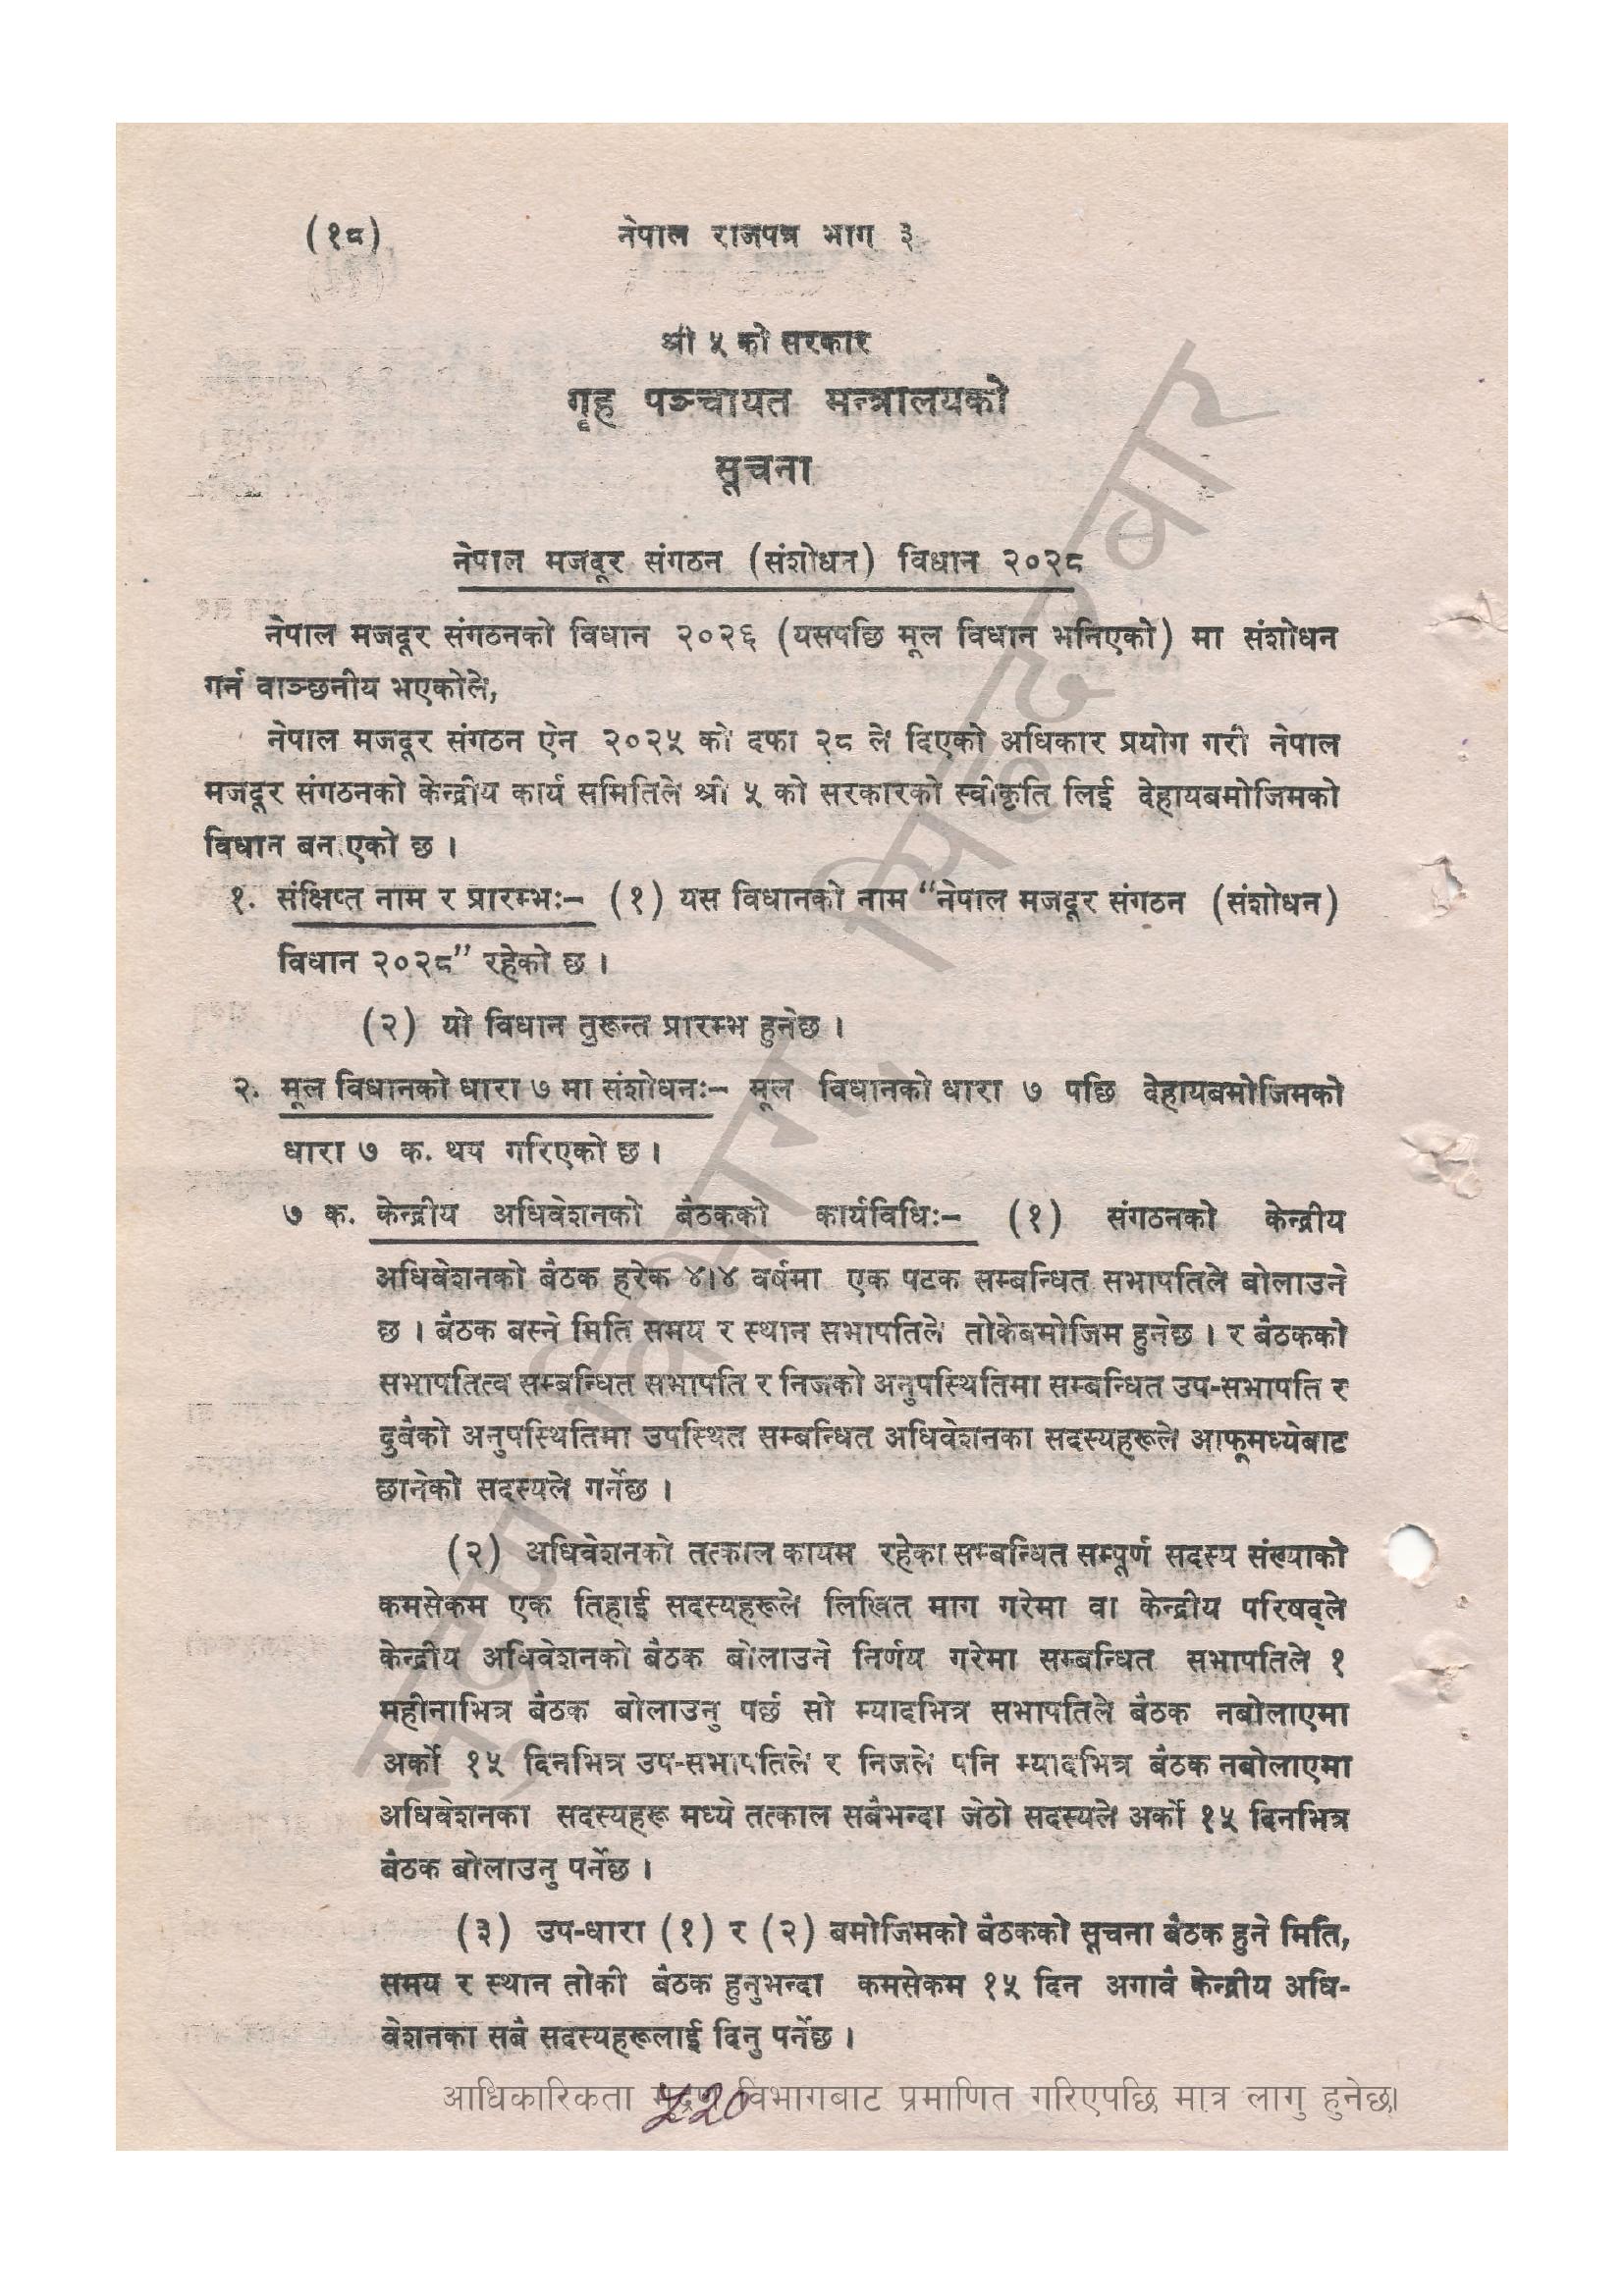 (१८) नेपाल राजपत्र भाग ३
श्री ५ को सरकार
गृह पञ्चायत मन्त्रालयको
सूचना
नेपाल मजदूर संगठन (संशोधन) विधान २०२८
नेपाल मजदूर संगठनको विधान २०२६ (यसपछि मूल विधान भनिएको) मा संशोधन
गर्न वाञ्छनीय भएकोले,
नेपाल मजदूर संगठन ऐन २०२५ को दफा २८ ले दिएको अधिकार प्रयोग गरी नेपाल
मजदूर संगठनको केन्द्रीय कार्य समितिले श्री ५ को सरकारको स्वीकृति लिई देहायबमोजिमको
विधान बनाएको छ ।
१. संक्षिप्त नाम र प्रारम्भः– (१) यस विधानको नाम “नेपाल मजदूर संगठन (संशोधन)
विधान २०२८” रहेको छ ।
(२) यो विधान तुरून्त प्रारम्भ हुनेछ ।
२. मूल विधानको धारा ७ मा संशोधनः– मूल विधानको धारा ७ पछि देहायबमोजिमको
धारा ७ क. थप गरिएको छ ।
७ क. केन्द्रीय अधिवेशनको बैठकको कार्यविधिः– (१) संगठनको केन्द्रीय
अधिवेशनको बैठक हरेक ४।४ वर्षमा एक पटक सम्बन्धित सभापतिले बोलाउने
छ । बैठक बस्ने मिति समय र स्थान सभापतिले तोकेबमोजिम हुनेछ । र बैठकको
सभापतित्व सम्बन्धित सभापति र निजको अनुपस्थितिमा सम्बन्धित उप-सभापति र
दुबैको अनुपस्थितिमा उपस्थित सम्बन्धित अधिवेशनका सदस्यहरूले आफूमध्येबाट
छानेको सदस्यले गर्नेछ ।
(२) अधिवेशनको तत्काल कायम रहेका सम्बन्धित सम्पूर्ण सदस्य संख्याको
कमसेकम एक तिहाई सदस्यहरूले लिखित माग गरेमा वा केन्द्रीय परिषद्ले
केन्द्रीय अधिवेशनको बैठक बोलाउने निर्णय गरेमा सम्बन्धित सभापतिले १
महीनाभित्र बैठक बोलाउनु पर्छ सो म्यादभित्र सभापतिले बैठक नबोलाएमा
अर्को १५ दिनभित्र उप-सभापतिले र निजले पनि म्यादभित्र बैठक नबोलाएमा
अधिवेशनका सदस्यहरू मध्ये तत्काल सबैभन्दा जेठो सदस्यले अर्को १५ दिनभित्र
बैठक बोलाउनु पर्नेछ ।
(३) उप-धारा (१) र (२) बमोजिमको बैठकको सूचना बैठक हुने मिति,
समय र स्थान तोकी बैठक हुनुभन्दा कमसेकम १५ दिन अगावै केन्द्रीय अधि-
वेशनका सबै सदस्यहरूलाई दिनु पर्नेछ ।
आधिकारिकता मुद्रण विभागबाट प्रमाणित गरिएपछि मात्र लागु हुनेछ।
५२०
मुद्रण विभाग, सिंहदरबार